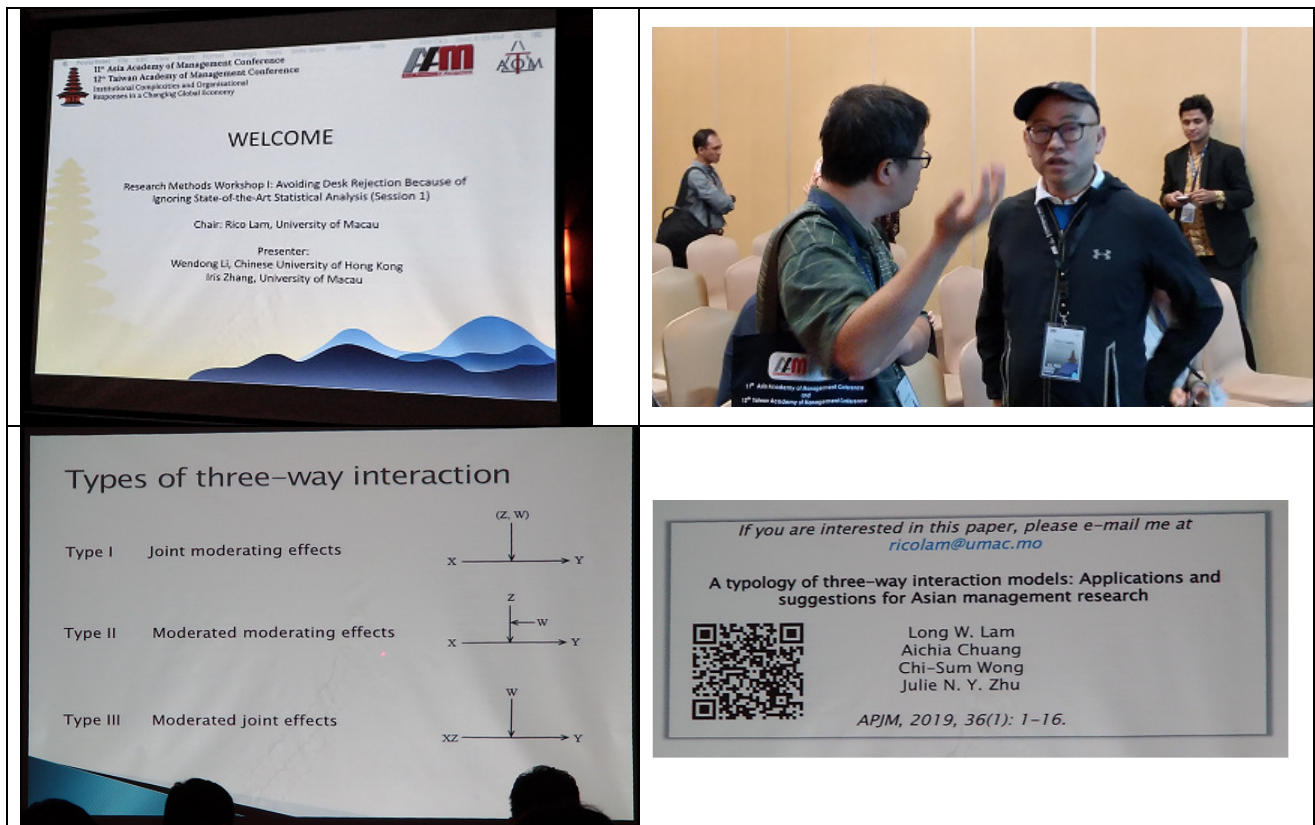 11th Asia Academy of Management Conference
12th Taiwan Academy of Management Conference
Institutional Complexities and Organisational
Responses in a Changing Global Economy
AAM
ATOM
WELCOME
Research Methods Workshop I: Avoiding Desk Rejection Because of
Ignoring State-of-the-Art Statistical Analysis (Session 1)
Chair: Rico Lam, University of Macau
Presenter:
Wendong Li, Chinese University of Hong Kong
Iris Zhang, University of Macau
AAM
11th Asia Academy of Management Conference
and
12th Taiwan Academy of Management Conference
Types of three-way interaction
(Z, W)
Type I Joint moderating effects
X Y
Z
Type II Moderated moderating effects
W
X Y
W
Type III Moderated joint effects
XZ Y
If you are interested in this paper, please e-mail me at
ricolam@umac.mo
A typology of three-way interaction models: Applications and
suggestions for Asian management research
Long W. Lam
Aichia Chuang
Chi-Sum Wong
Julie N. Y. Zhu
APJM, 2019, 36(1): 1-16.